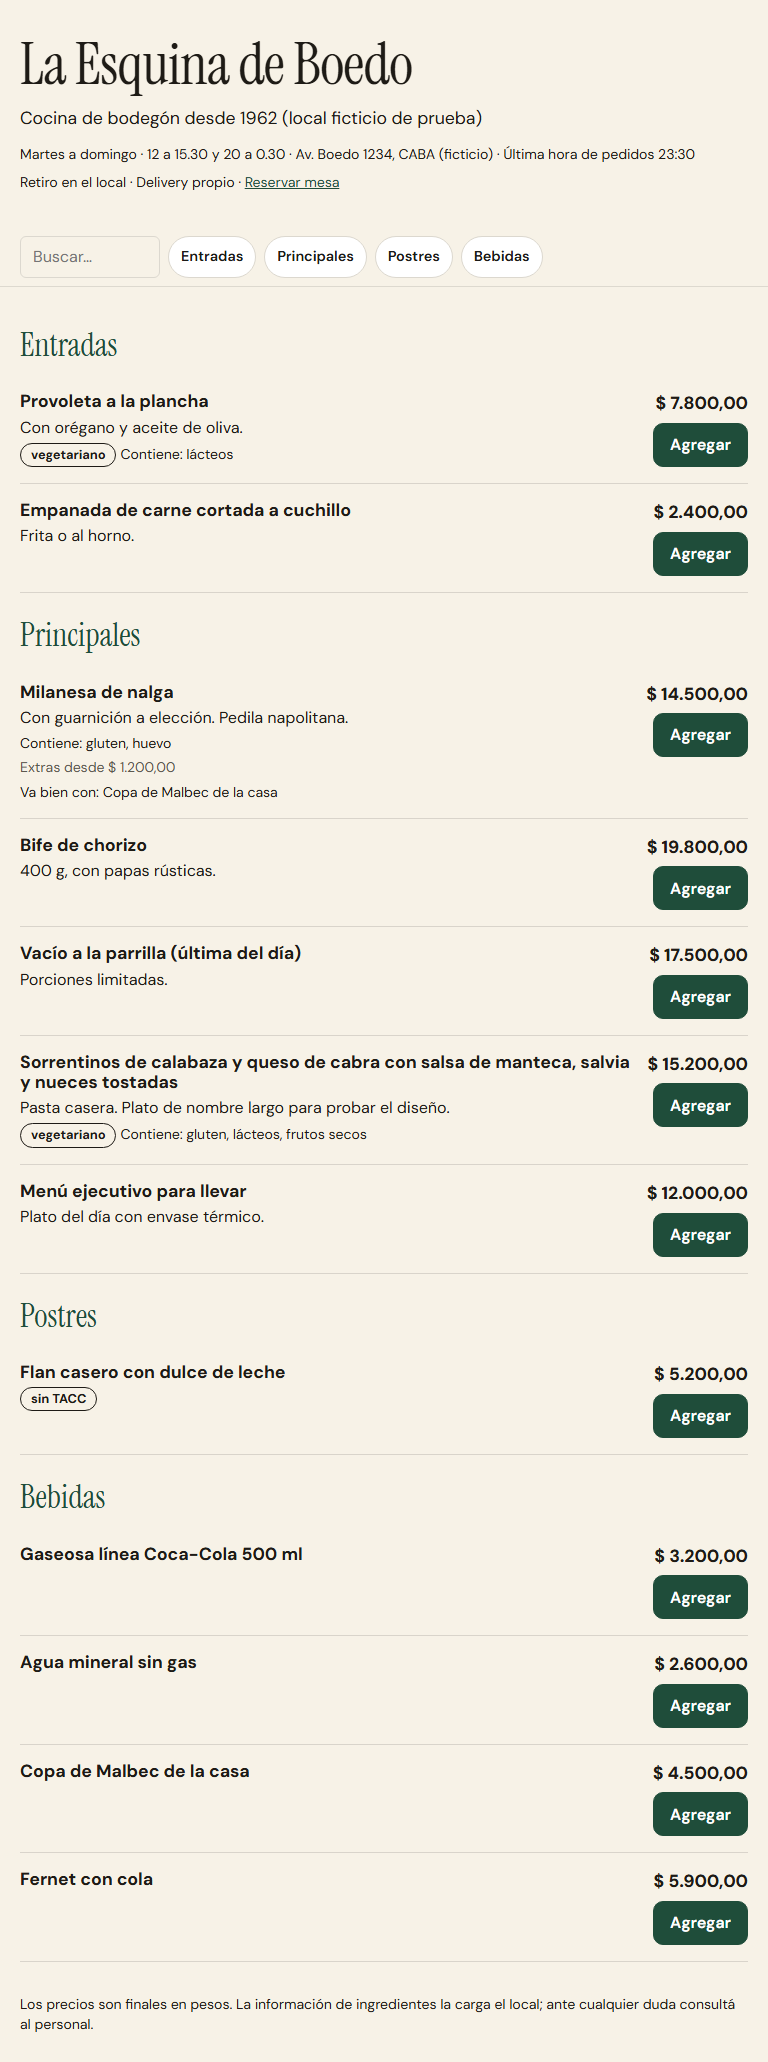 La Esquina de Boedo
Cocina de bodegón desde 1962 (local ficticio de prueba)
Martes a domingo · 12 a 15.30 y 20 a 0.30 · Av. Boedo 1234, CABA (ficticio) · Última hora de pedidos 23:30
Retiro en el local · Delivery propio · Reservar mesa
Buscar...
Entradas
Principales
Postres
Bebidas
Entradas
Provoleta a la plancha
$ 7.800,00
Con orégano y aceite de oliva.
Agregar
vegetariano Contiene: lácteos
Empanada de carne cortada a cuchillo
$ 2.400,00
Frita o al horno.
Agregar
Principales
Milanesa de nalga
$ 14.500,00
Con guarnición a elección. Pedila napolitana.
Agregar
Contiene: gluten, huevo
Extras desde $ 1.200,00
Va bien con: Copa de Malbec de la casa
Bife de chorizo
$ 19.800,00
400 g, con papas rústicas.
Agregar
Vacío a la parrilla (última del día)
$ 17.500,00
Porciones limitadas.
Agregar
Sorrentinos de calabaza y queso de cabra con salsa de manteca, salvia
y nueces tostadas
$ 15.200,00
Pasta casera. Plato de nombre largo para probar el diseño.
Agregar
vegetariano Contiene: gluten, lácteos, frutos secos
Menú ejecutivo para llevar
$ 12.000,00
Plato del día con envase térmico.
Agregar
Postres
Flan casero con dulce de leche
$ 5.200,00
sin TACC
Agregar
Bebidas
Gaseosa línea Coca-Cola 500 ml
$ 3.200,00
Agregar
Agua mineral sin gas
$ 2.600,00
Agregar
Copa de Malbec de la casa
$ 4.500,00
Agregar
Fernet con cola
$ 5.900,00
Agregar
Los precios son finales en pesos. La información de ingredientes la carga el local; ante cualquier duda consultá
al personal.